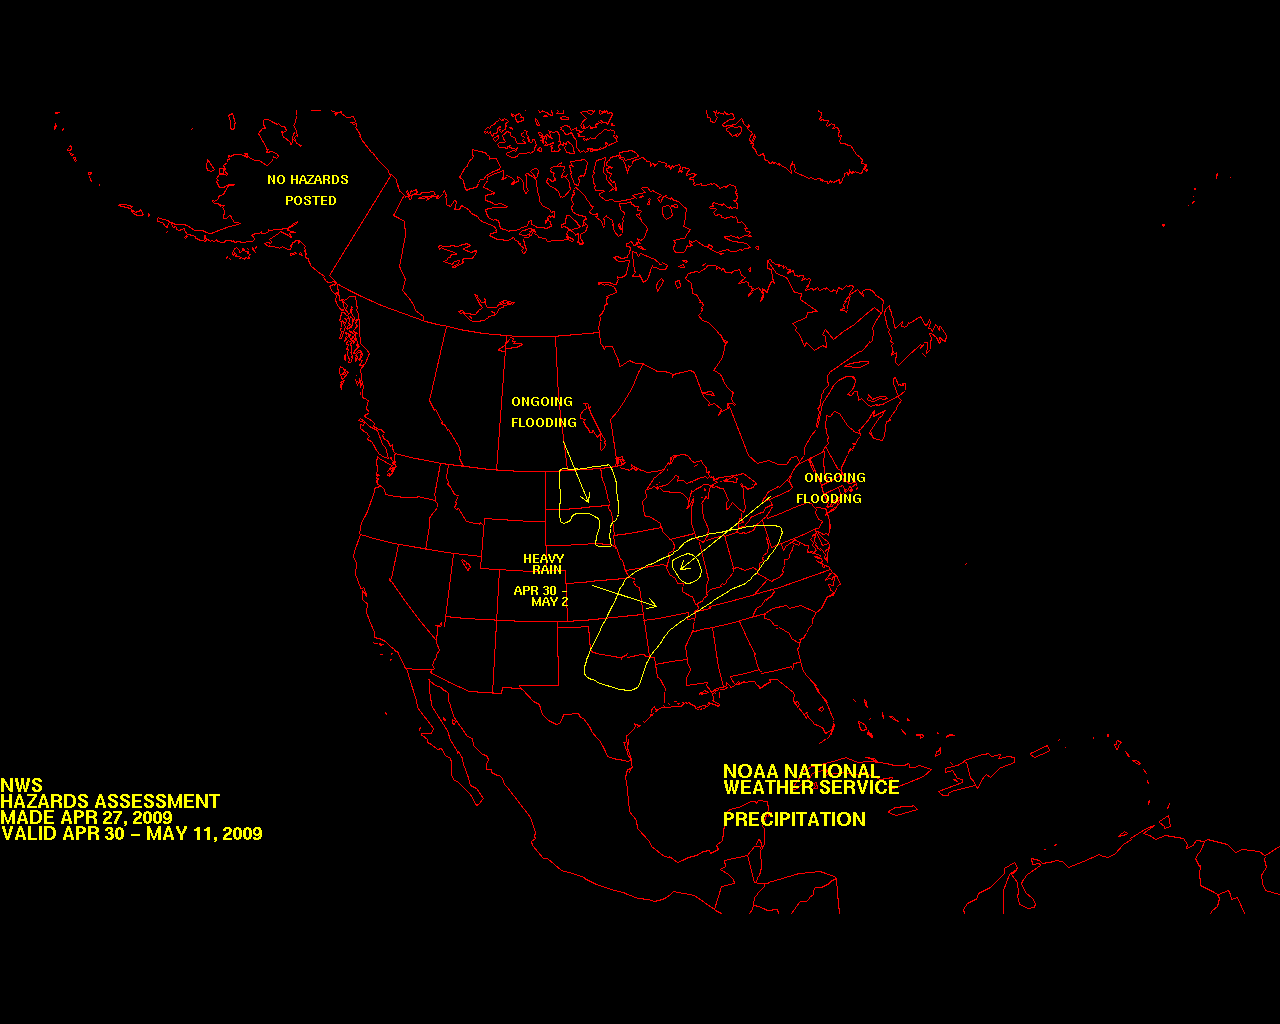 NO HAZARDS
POSTED
ONGOING
FLOODING
ONGOING
FLOODING
HEAVY
RAIN
APR 30 –
MAY 2
NWS
HAZARDS ASSESSMENT
MADE APR 27, 2009
VALID APR 30 – MAY 11, 2009
NOAA NATIONAL
WEATHER SERVICE
PRECIPITATION